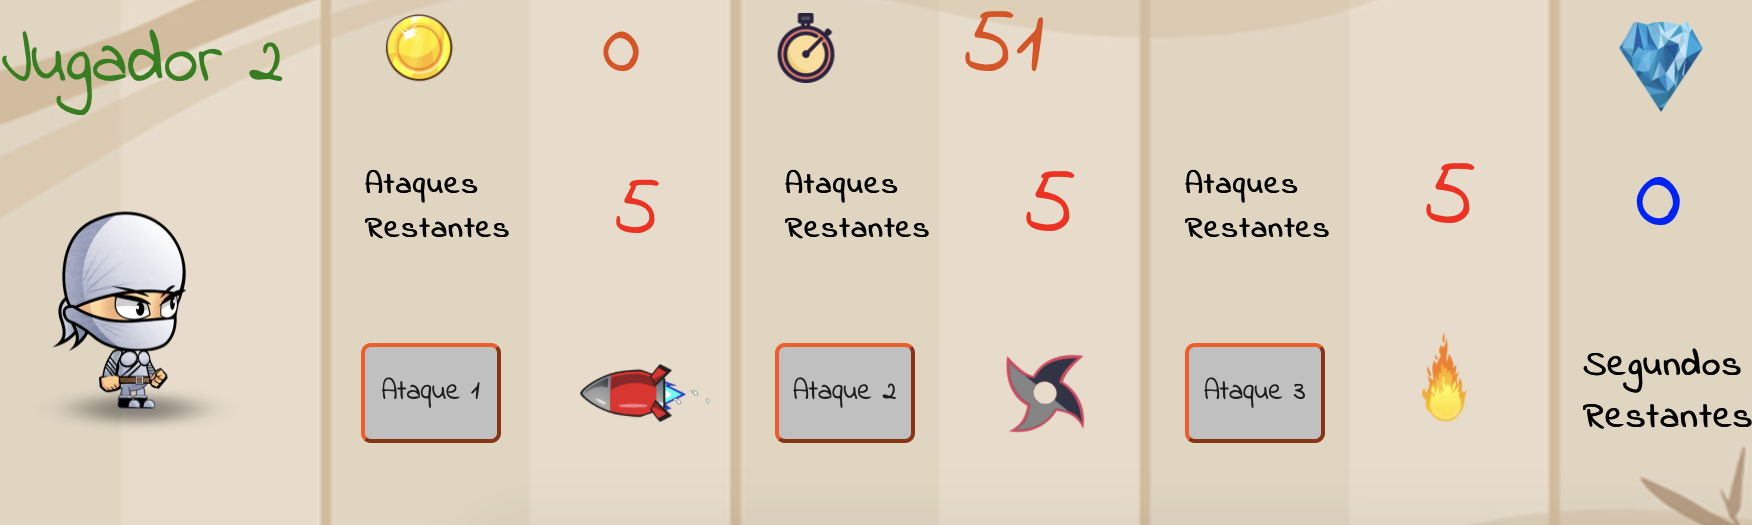 Jugador 2
0
51
Ataques
Restantes
5
Ataques
Restantes
5
Ataques
Restantes
5
0
Ataque 1
Ataque 2
Ataque 3
Segundos
Restantes